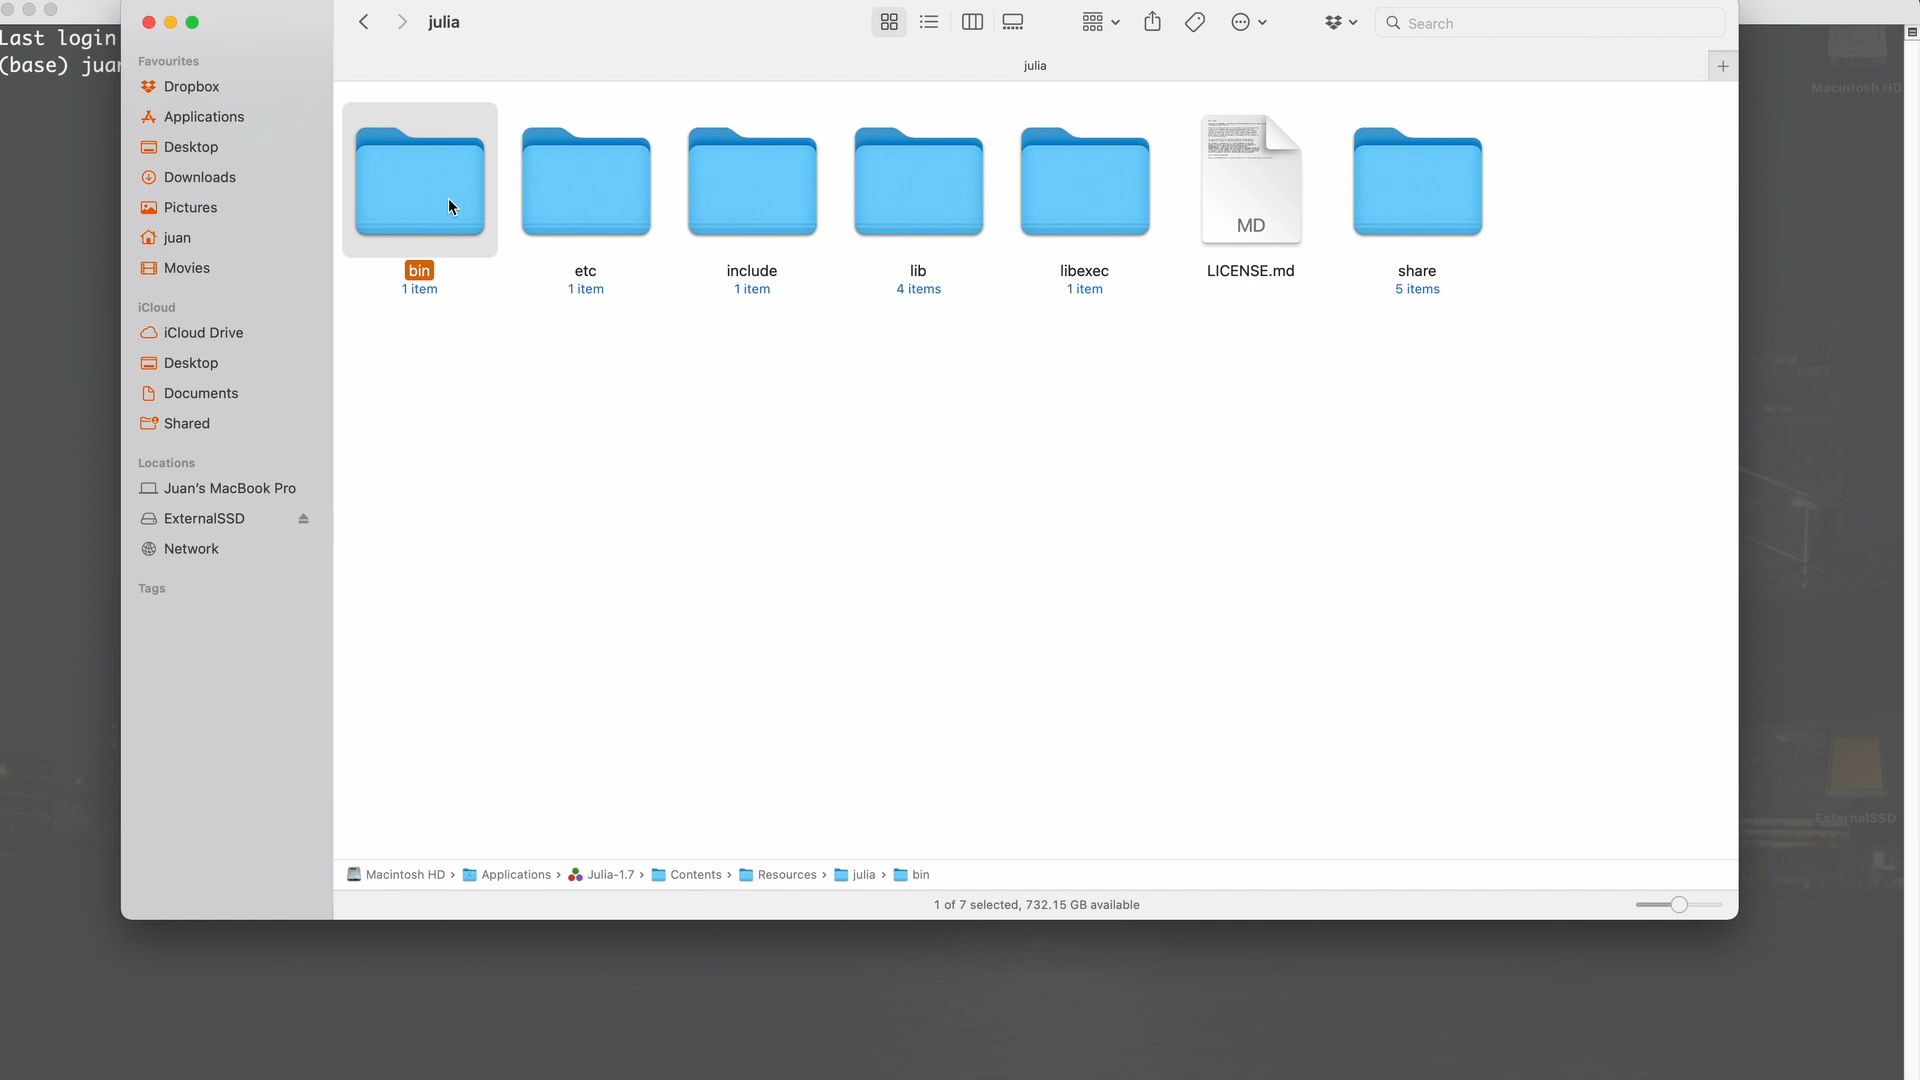 Last login
(base) juan
julia
Search
julia
Favourites
Dropbox
Applications
Desktop
Downloads
Pictures
juan
Movies
iCloud
iCloud Drive
Desktop
Documents
Shared
Locations
Juan's MacBook Pro
ExternalSSD
Network
Tags
MD
bin
1 item
etc
1 item
include
1 item
lib
4 items
libexec
1 item
LICENSE.md
share
5 items
Macintosh HD
ExternalSSD
Macintosh HD › Applications › Julia-1.7 › Contents › Resources › julia › bin
1 of 7 selected, 732.15 GB available